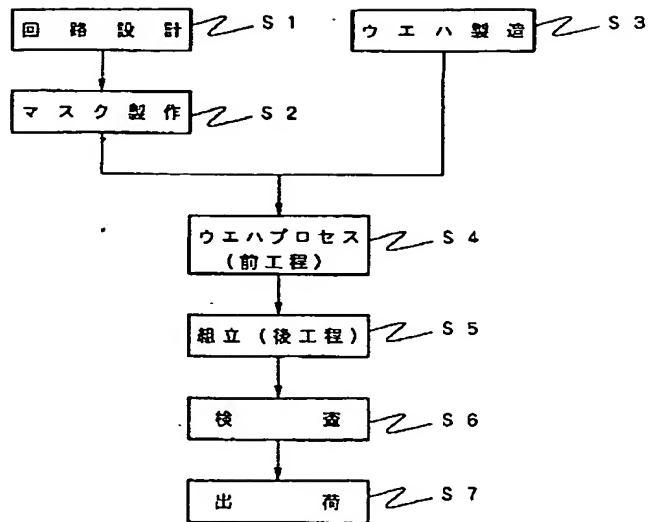 回路設計
S1
ウエハ製造
S3
マスク製作
S2
ウエハプロセス
(前工程)
S4
組立(後工程)
S5
検査
S6
出荷
S7